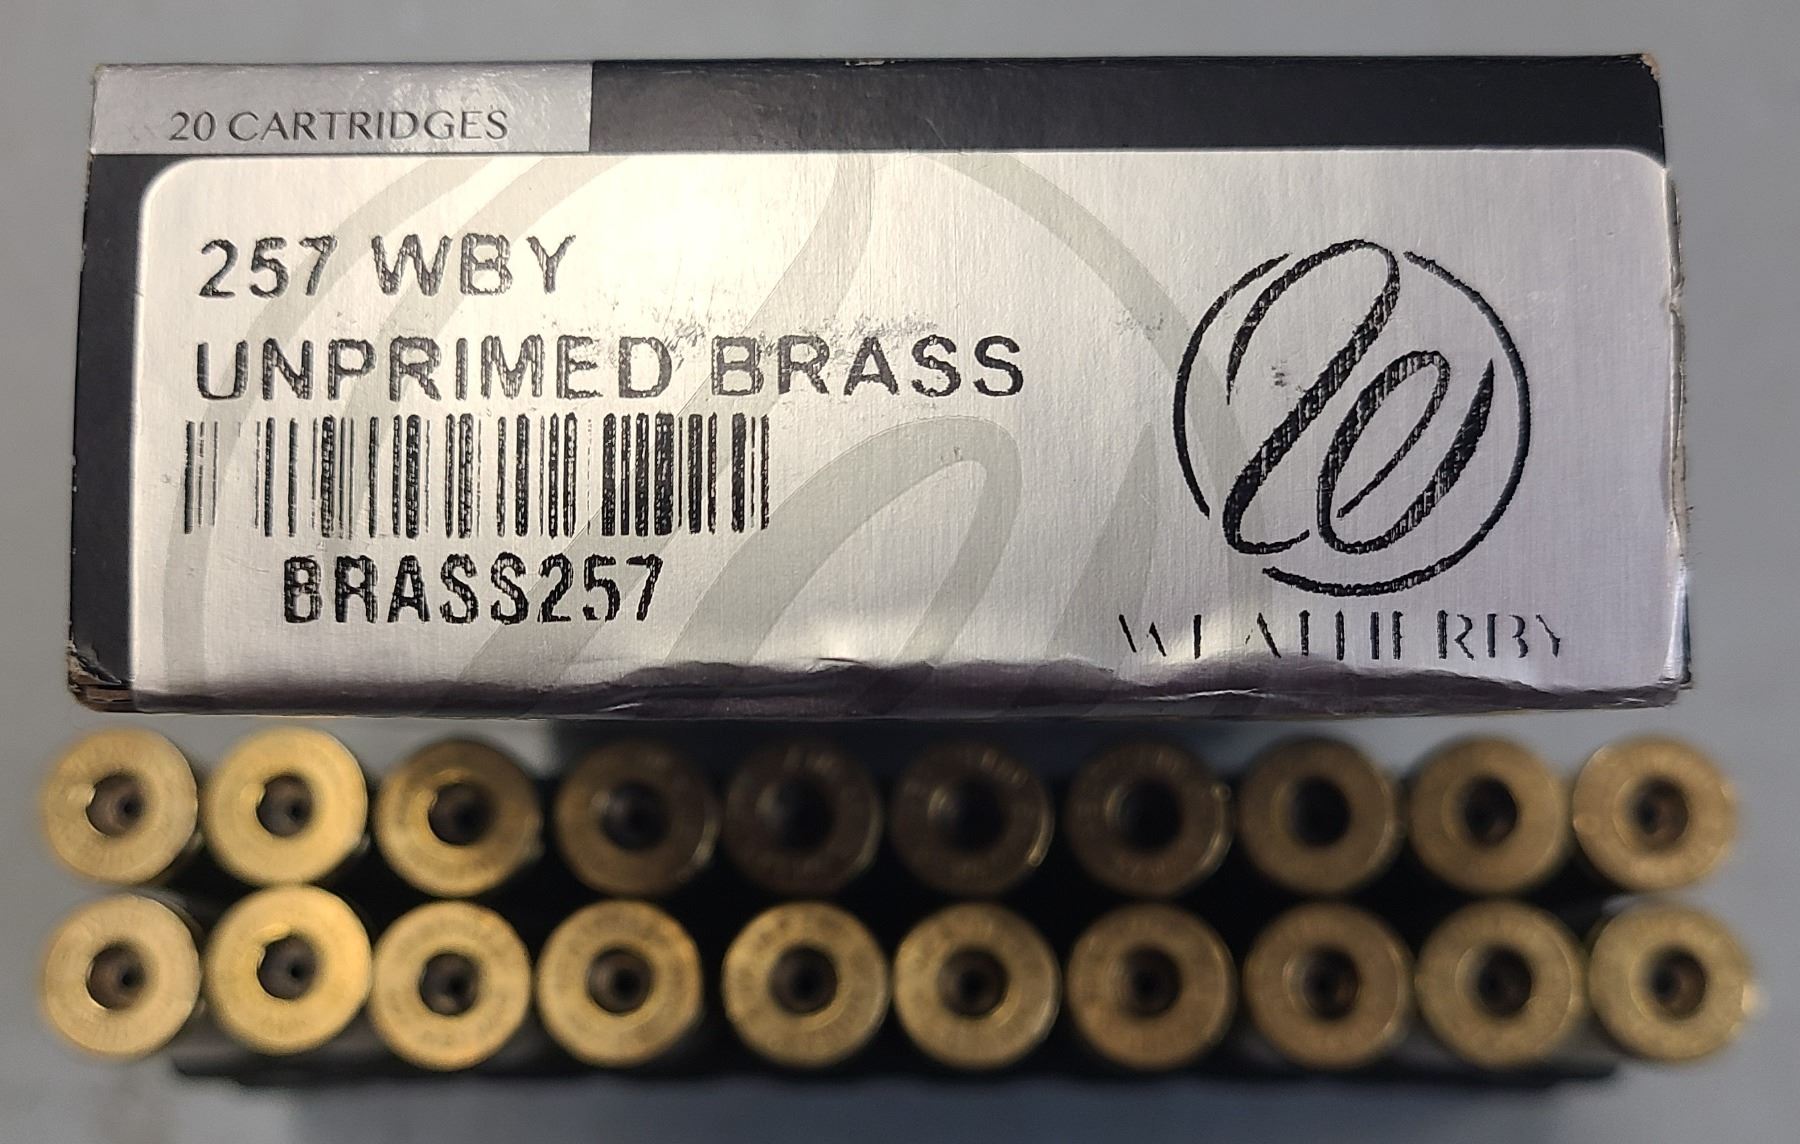 20 CARTRIDGES
257 WBY
UNPRIMED BRASS
BRASS257
WEATHERBY